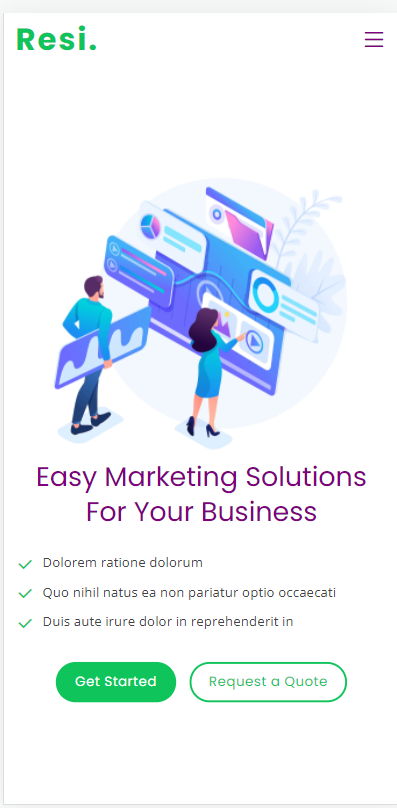 Resi.
Easy Marketing Solutions
For Your Business
Dolorem ratione dolorum
Quo nihil natus ea non pariatur optio occaecati
Duis aute irure dolor in reprehenderit in
Get Started
Request a Quote